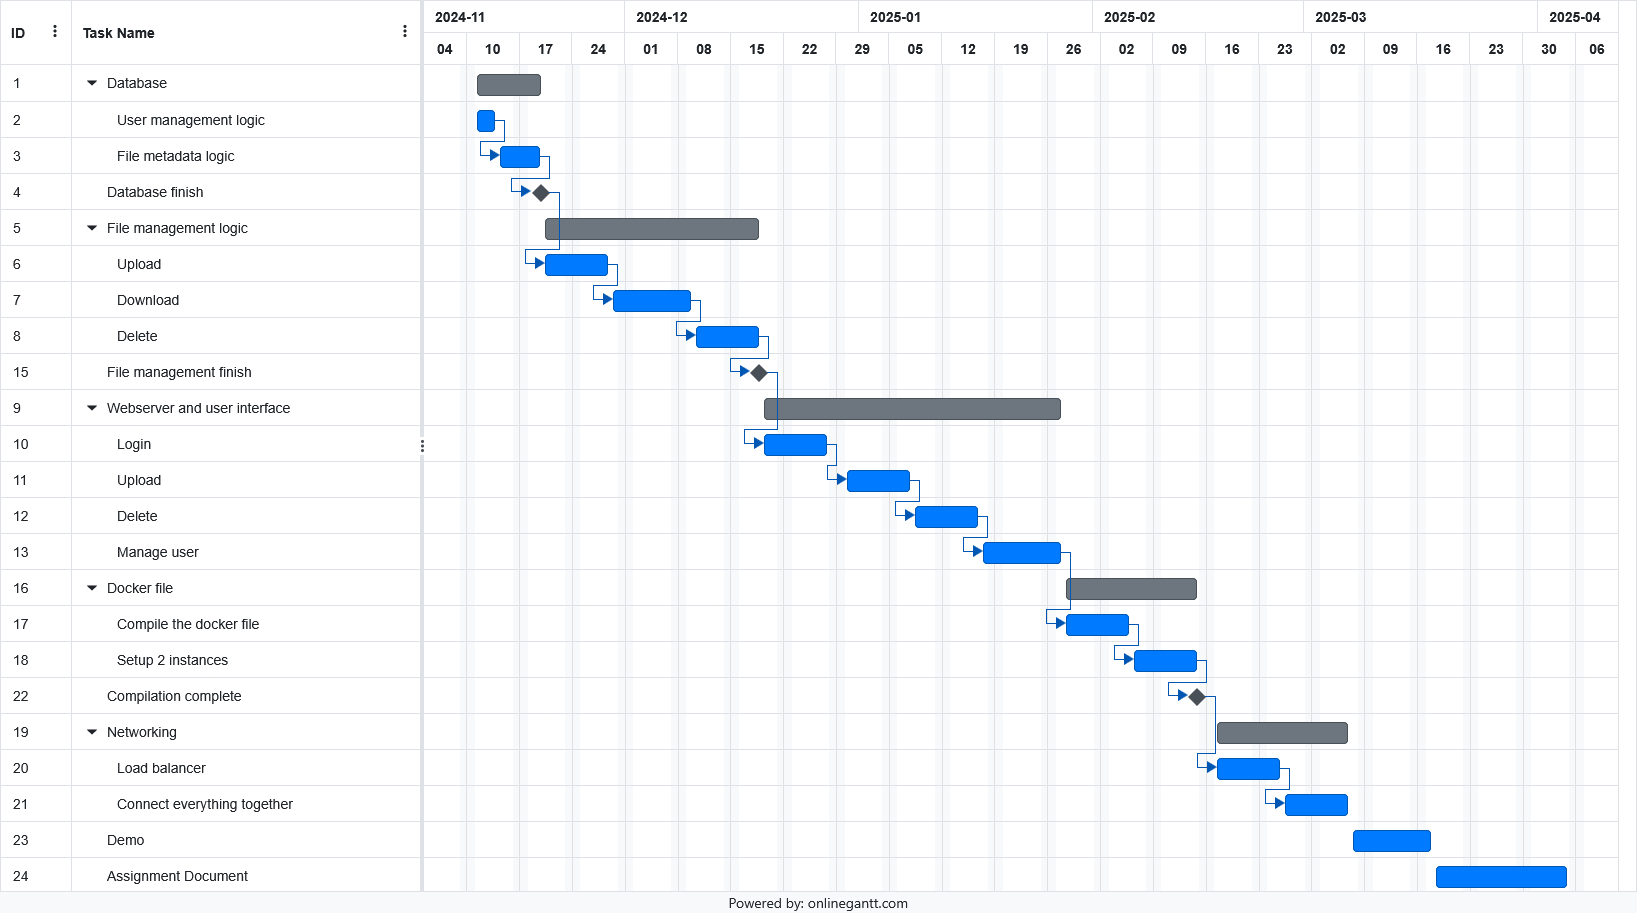 ID Task Name 2024-11 2024-12 2025-01 2025-02 2025-03 2025-04
04 10 17 24 01 08 15 22 29 05 12 19 26 02 09 16 23 02 09 16 23 30 06
1 Database
2 User management logic
3 File metadata logic
4 Database finish
5 File management logic
6 Upload
7 Download
8 Delete
15 File management finish
9 Webserver and user interface
10 Login
11 Upload
12 Delete
13 Manage user
16 Docker file
17 Compile the docker file
18 Setup 2 instances
22 Compilation complete
19 Networking
20 Load balancer
21 Connect everything together
23 Demo
24 Assignment Document
Powered by: onlinegantt.com